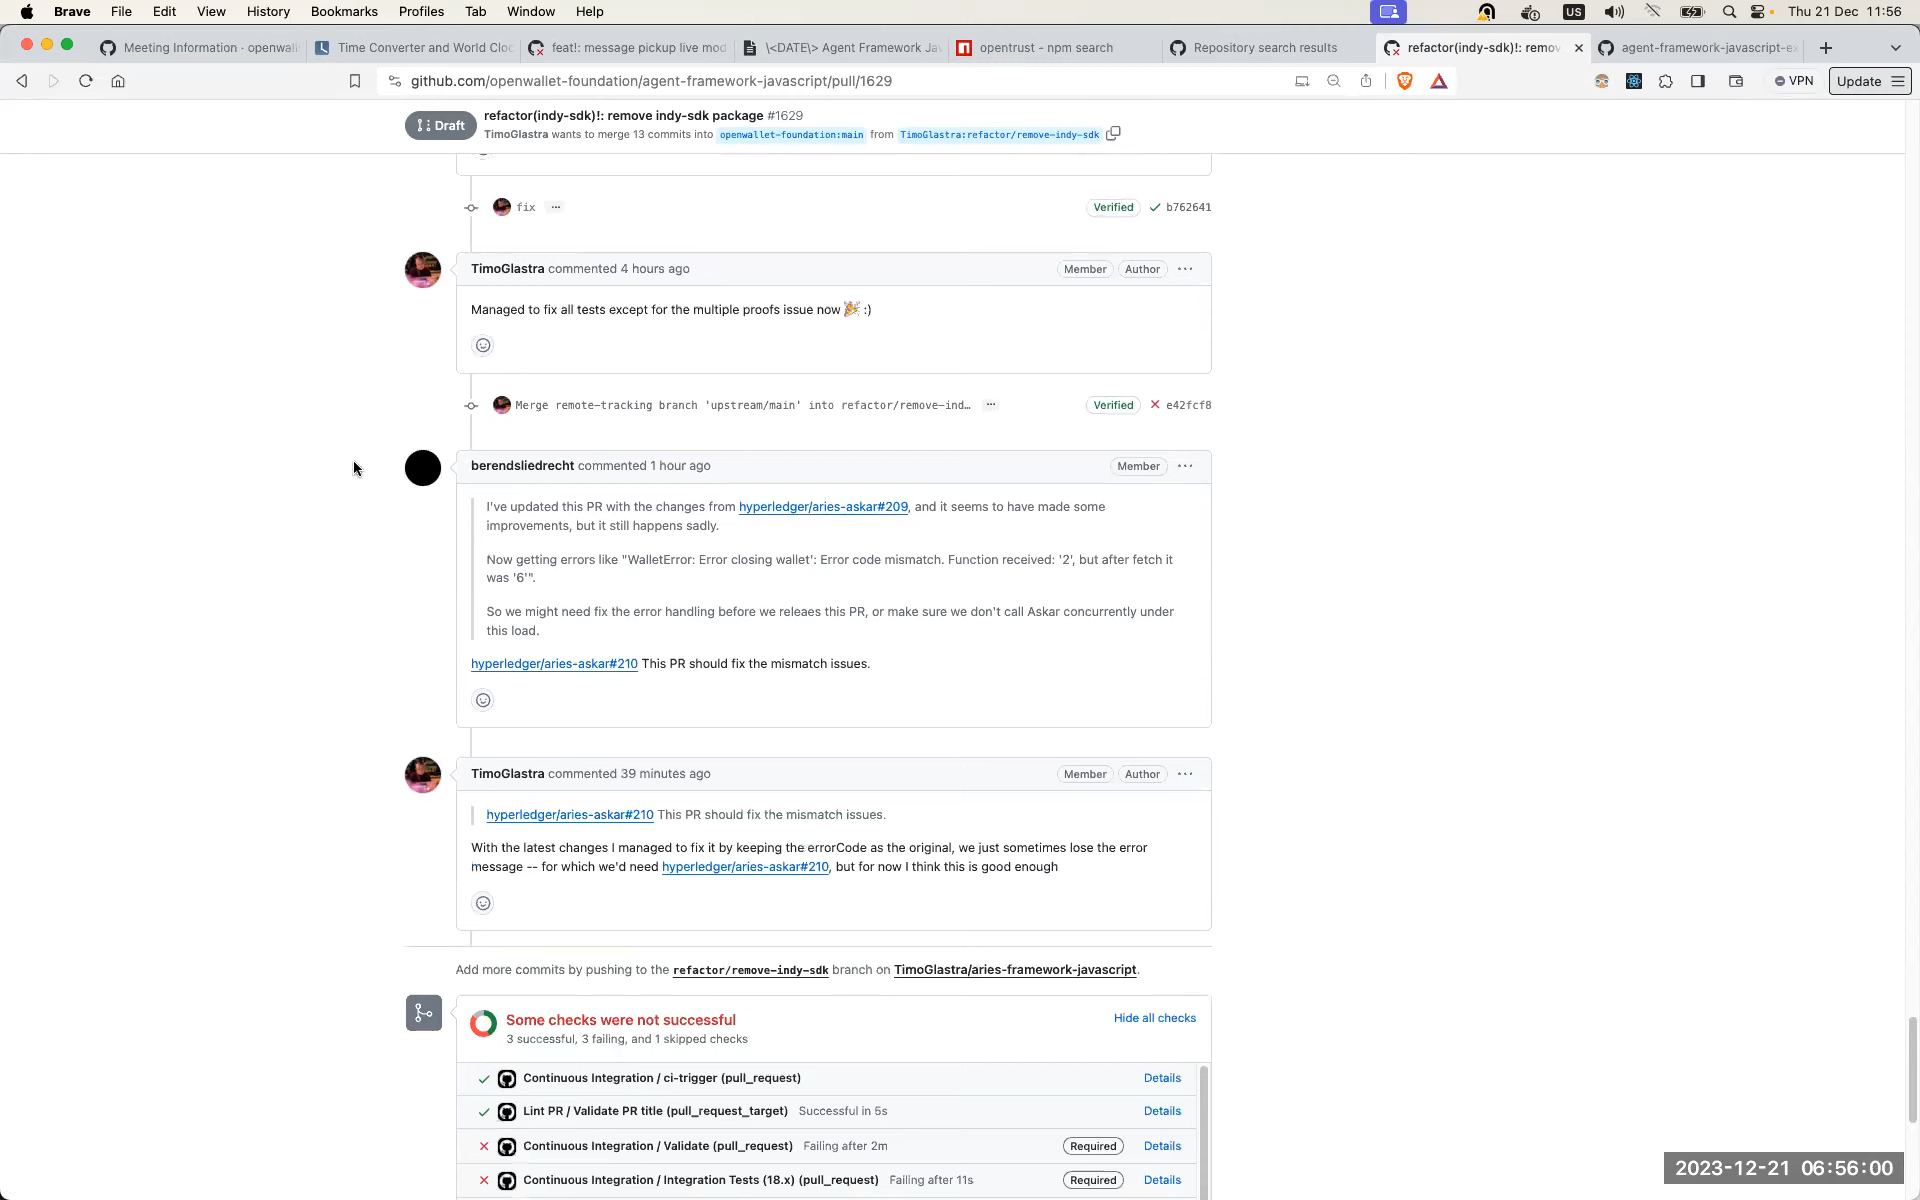 Brave File Edit View History Bookmarks Profiles Tab Window Help US Thu 21 Dec 11:56
Meeting Information · openwall Time Converter and World Cloc feat!: message pickup live mod \<DATE\> Agent Framework Jav opentrust - npm search Repository search results refactor(indy-sdk)!: remov agent-framework-javascript-ex
github.com/openwallet-foundation/agent-framework-javascript/pull/1629 VPN Update
Draft refactor(indy-sdk)!: remove indy-sdk package #1629
TimoGlastra wants to merge 13 commits into openwallet-foundation:main from TimoGlastra:refactor/remove-indy-sdk
fix ... Verified b762641
TimoGlastra commented 4 hours ago Member Author ...
Managed to fix all tests except for the multiple proofs issue now 🎉 :)
Merge remote-tracking branch 'upstream/main' into refactor/remove-ind… ... Verified e42fcf8
berendsliedrecht commented 1 hour ago Member ...
I've updated this PR with the changes from hyperledger/aries-askar#209, and it seems to have made some
improvements, but it still happens sadly.
Now getting errors like "WalletError: Error closing wallet': Error code mismatch. Function received: '2', but after fetch it
was '6'".
So we might need fix the error handling before we releaes this PR, or make sure we don't call Askar concurrently under
this load.
hyperledger/aries-askar#210 This PR should fix the mismatch issues.
TimoGlastra commented 39 minutes ago Member Author ...
hyperledger/aries-askar#210 This PR should fix the mismatch issues.
With the latest changes I managed to fix it by keeping the errorCode as the original, we just sometimes lose the error
message -- for which we'd need hyperledger/aries-askar#210, but for now I think this is good enough
Add more commits by pushing to the refactor/remove-indy-sdk branch on TimoGlastra/aries-framework-javascript.
Some checks were not successful Hide all checks
3 successful, 3 failing, and 1 skipped checks
Continuous Integration / ci-trigger (pull_request) Details
Lint PR / Validate PR title (pull_request_target) Successful in 5s Details
Continuous Integration / Validate (pull_request) Failing after 2m Required Details
Continuous Integration / Integration Tests (18.x) (pull_request) Failing after 11s Required Details
2023-12-21 06:56:00